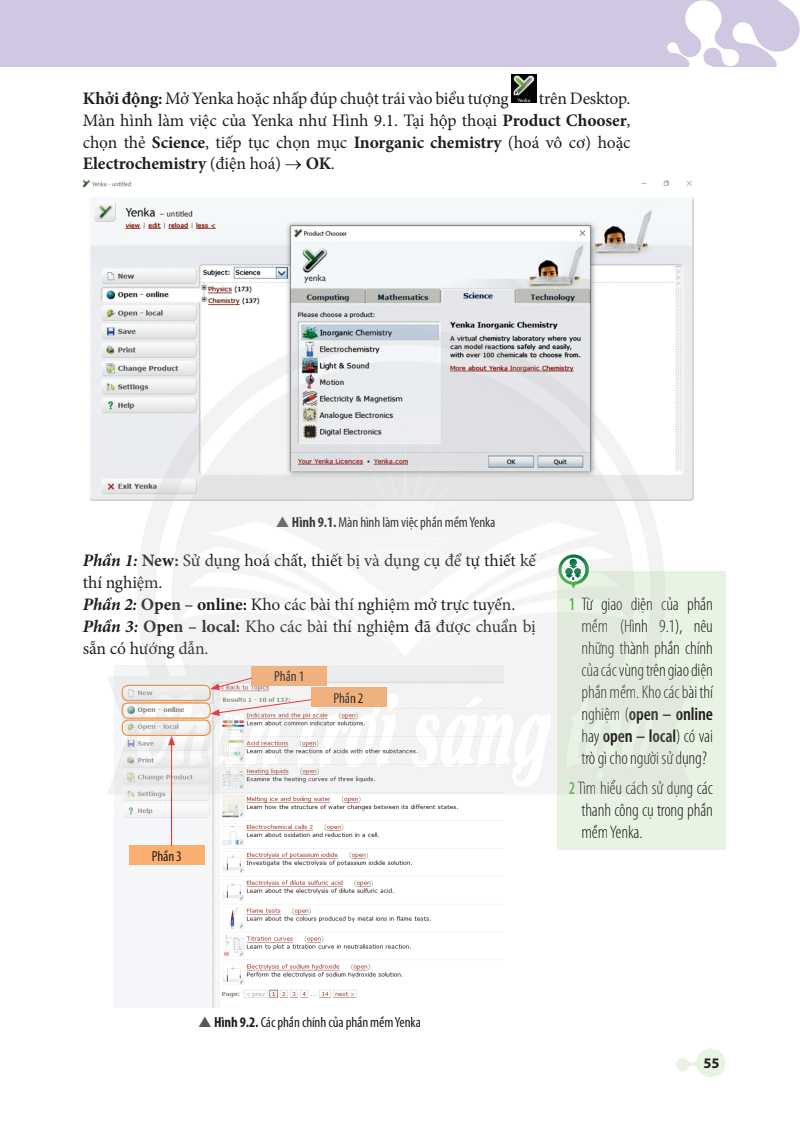 Khởi động: Mở Yenka hoặc nhấp đúp chuột trái vào biểu tượng Yenka trên Desktop.
Màn hình làm việc của Yenka như Hình 9.1. Tại hộp thoại Product Chooser,
chọn thẻ Science, tiếp tục chọn mục Inorganic chemistry (hoá vô cơ) hoặc
Electrochemistry (điện hoá) → OK.
Yenka - untitled
Yenka – untitled
view | edit | reload | less <
New
Open - online
Open - local
Save
Print
Change Product
Settings
Help
Exit Yenka
Subject: Science
Physics (173)
Chemistry (137)
Product Chooser
yenka
Computing Mathematics Science Technology
Please choose a product:
Inorganic Chemistry
Electrochemistry
Light & Sound
Motion
Electricity & Magnetism
Analogue Electronics
Digital Electronics
Yenka Inorganic Chemistry
A virtual chemistry laboratory where you
can model reactions safely and easily,
with over 100 chemicals to choose from.
More about Yenka Inorganic Chemistry
Your Yenka Licences • Yenka.com
OK Quit
▲ Hình 9.1. Màn hình làm việc phần mềm Yenka
Phần 1: New: Sử dụng hoá chất, thiết bị và dụng cụ để tự thiết kế
thí nghiệm.
Phần 2: Open – online: Kho các bài thí nghiệm mở trực tuyến.
Phần 3: Open – local: Kho các bài thí nghiệm đã được chuẩn bị
sẵn có hướng dẫn.
1 Từ giao diện của phần
mềm (Hình 9.1), nêu
những thành phần chính
của các vùng trên giao diện
phần mềm. Kho các bài thí
nghiệm (open – online
hay open – local) có vai
trò gì cho người sử dụng?
2 Tìm hiểu cách sử dụng các
thanh công cụ trong phần
mềm Yenka.
Phần 1
Phần 2
Phần 3
New
Open - online
Open - local
Save
Print
Change Product
Settings
Help
Back to Topics
Results 1 - 10 of 137:
Indicators and the pH scale (open)
Learn about common indicator solutions.
Acid reactions (open)
Learn about the reactions of acids with other substances.
Heating liquids (open)
Examine the heating curves of three liquids.
Melting ice and boiling water (open)
Learn how the structure of water changes between its different states.
Electrochemical cells 2 (open)
Learn about oxidation and reduction in a cell.
Electrolysis of potassium iodide (open)
Investigate the electrolysis of potassium iodide solution.
Electrolysis of dilute sulfuric acid (open)
Learn about the electrolysis of dilute sulfuric acid.
Flame tests (open)
Learn about the colours produced by metal ions in flame tests.
Titration curves (open)
Learn to plot a titration curve in neutralisation reaction.
Electrolysis of sodium hydroxide (open)
Perform the electrolysis of sodium hydroxide solution.
Page: < prev 1 2 3 4 ... 14 next >
▲ Hình 9.2. Các phần chính của phần mềm Yenka
55